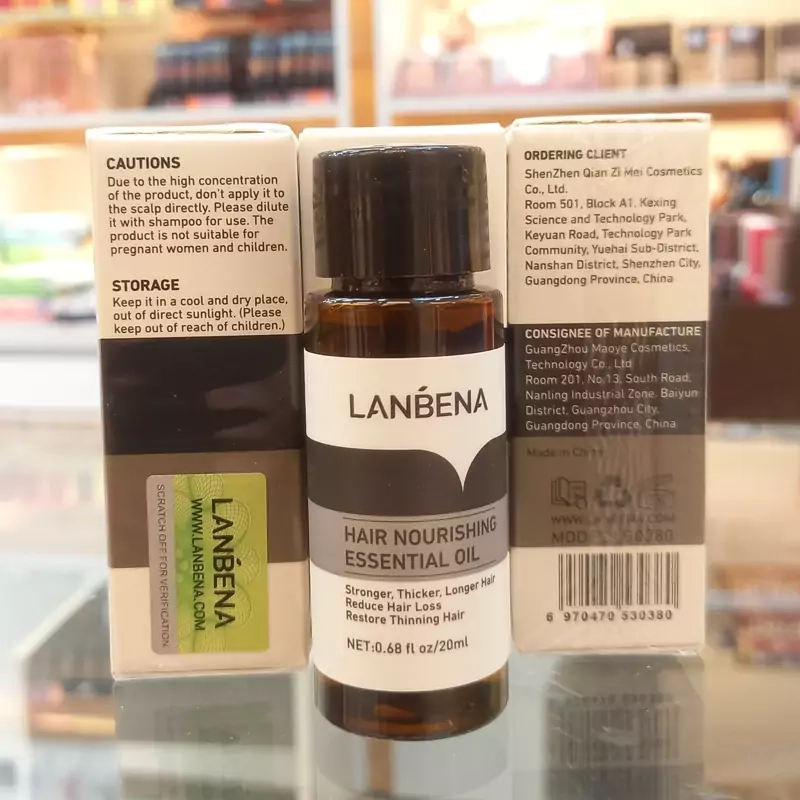 CAUTIONS
Due to the high concentration
of the product, don't apply it to
the scalp directly. Please dilute
it with shampoo for use. The
product is not suitable for
pregnant women and children.
STORAGE
Keep it in a cool and dry place,
out of direct sunlight. (Please
keep out of reach of children.)
LANBENA
WWW.LANBENA.COM
SCRATCH OFF FOR VERIFICATION
LANBENA
HAIR NOURISHING
ESSENTIAL OIL
Stronger, Thicker, Longer Hair
Reduce Hair Loss
Restore Thinning Hair
NET:0.68 fl oz/20ml
ORDERING CLIENT
ShenZhen Qian Zi Mei Cosmetics
Co., Ltd.
Room 501, Block A1, Kexing
Science and Technology Park,
Keyuan Road, Technology Park
Community, Yuehai Sub-District,
Nanshan District, Shenzhen City,
Guangdong Province, China
CONSIGNEE OF MANUFACTURE
GuangZhou Maoye Cosmetics,
Technology Co., Ltd
Room 201, No.13, South Road,
Nanling Industrial Zone, Baiyun
District, Guangzhou City,
Guangdong Province, China
Made in China
WWW.LANBENA.COM
6 970470 530380